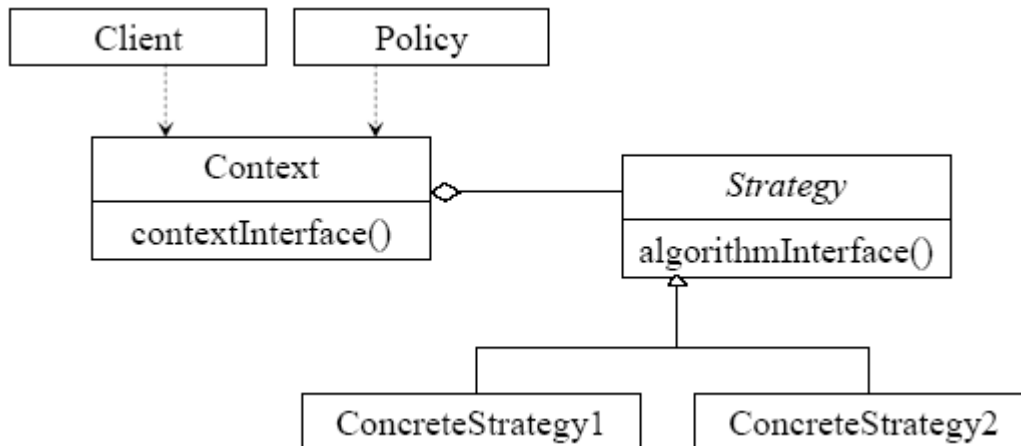 Client
Policy
Context
contextInterface()
Strategy
algorithmInterface()
ConcreteStrategy1
ConcreteStrategy2